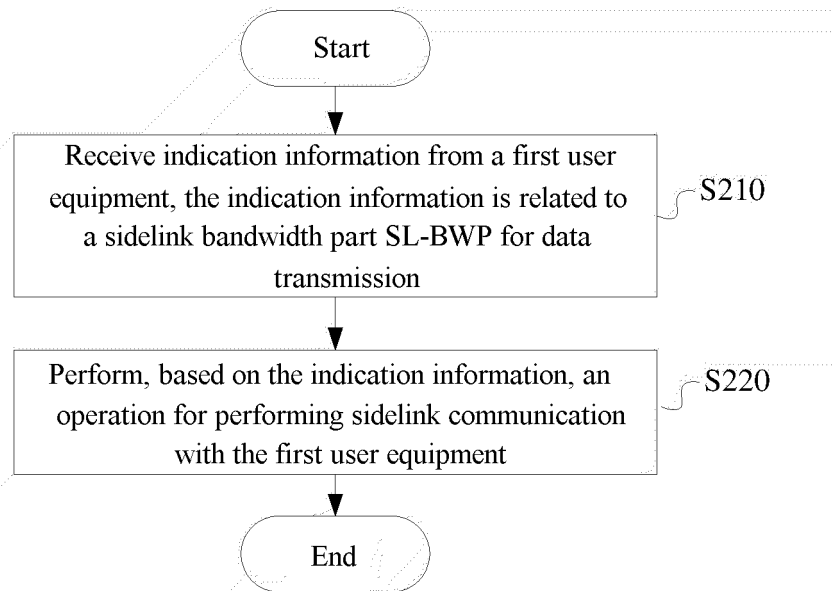 Start
Receive indication information from a first user
equipment, the indication information is related to
a sidelink bandwidth part SL-BWP for data
transmission
S210
Perform, based on the indication information, an
operation for performing sidelink communication
with the first user equipment
S220
End